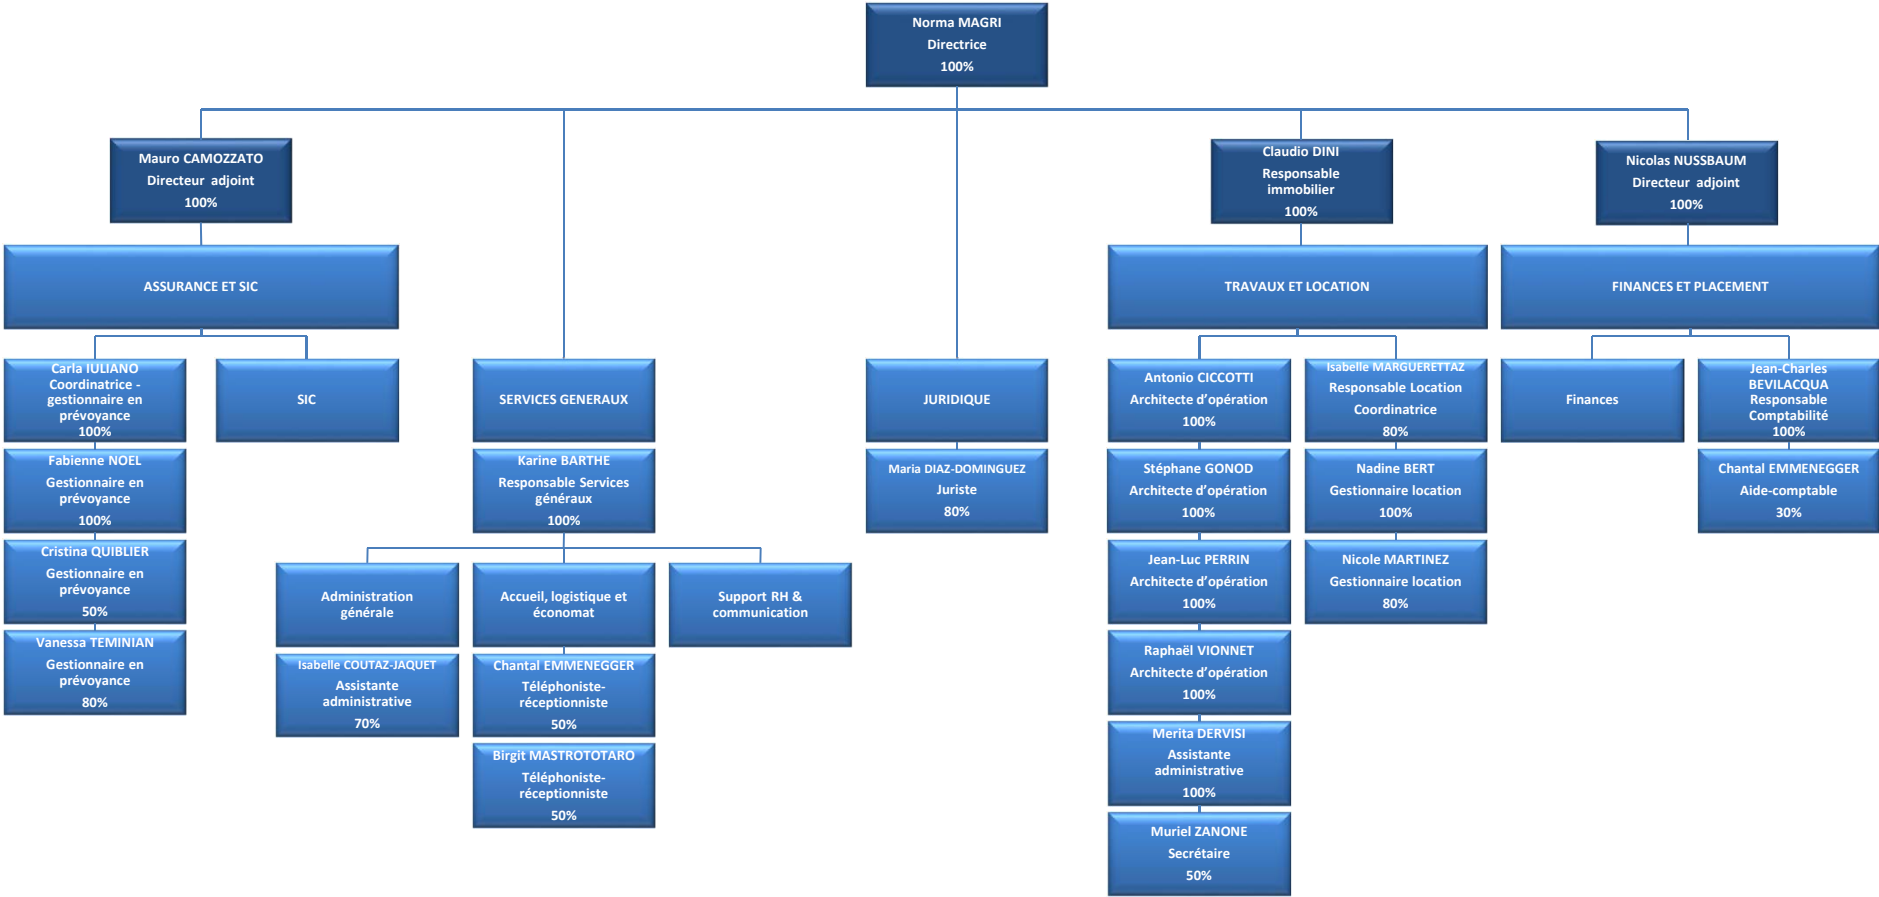 Norma MAGRI
Directrice
100%
Mauro CAMOZZATO
Directeur adjoint
100%
Claudio DINI
Responsable
immobilier
100%
Nicolas NUSSBAUM
Directeur adjoint
100%
ASSURANCE ET SIC
TRAVAUX ET LOCATION
FINANCES ET PLACEMENT
Carla IULIANO
Coordinatrice -
gestionnaire en
prévoyance
100%
SIC
SERVICES GENERAUX
JURIDIQUE
Antonio CICCOTTI
Architecte d’opération
100%
Isabelle MARGUERETTAZ
Responsable Location
Coordinatrice
80%
Finances
Jean-Charles
BEVILACQUA
Responsable
Comptabilité
100%
Fabienne NOEL
Gestionnaire en
prévoyance
100%
Karine BARTHE
Responsable Services
généraux
100%
Maria DIAZ-DOMINGUEZ
Juriste
80%
Stéphane GONOD
Architecte d’opération
100%
Nadine BERT
Gestionnaire location
100%
Chantal EMMENEGGER
Aide-comptable
30%
Cristina QUIBLIER
Gestionnaire en
prévoyance
50%
Administration
générale
Accueil, logistique et
économat
Support RH &
communication
Jean-Luc PERRIN
Architecte d’opération
100%
Nicole MARTINEZ
Gestionnaire location
80%
Vanessa TEMINIAN
Gestionnaire en
prévoyance
80%
Isabelle COUTAZ-JAQUET
Assistante
administrative
70%
Chantal EMMENEGGER
Téléphoniste-
réceptionniste
50%
Raphaël VIONNET
Architecte d’opération
100%
Birgit MASTROTOTARO
Téléphoniste-
réceptionniste
50%
Merita DERVISI
Assistante
administrative
100%
Muriel ZANONE
Secrétaire
50%